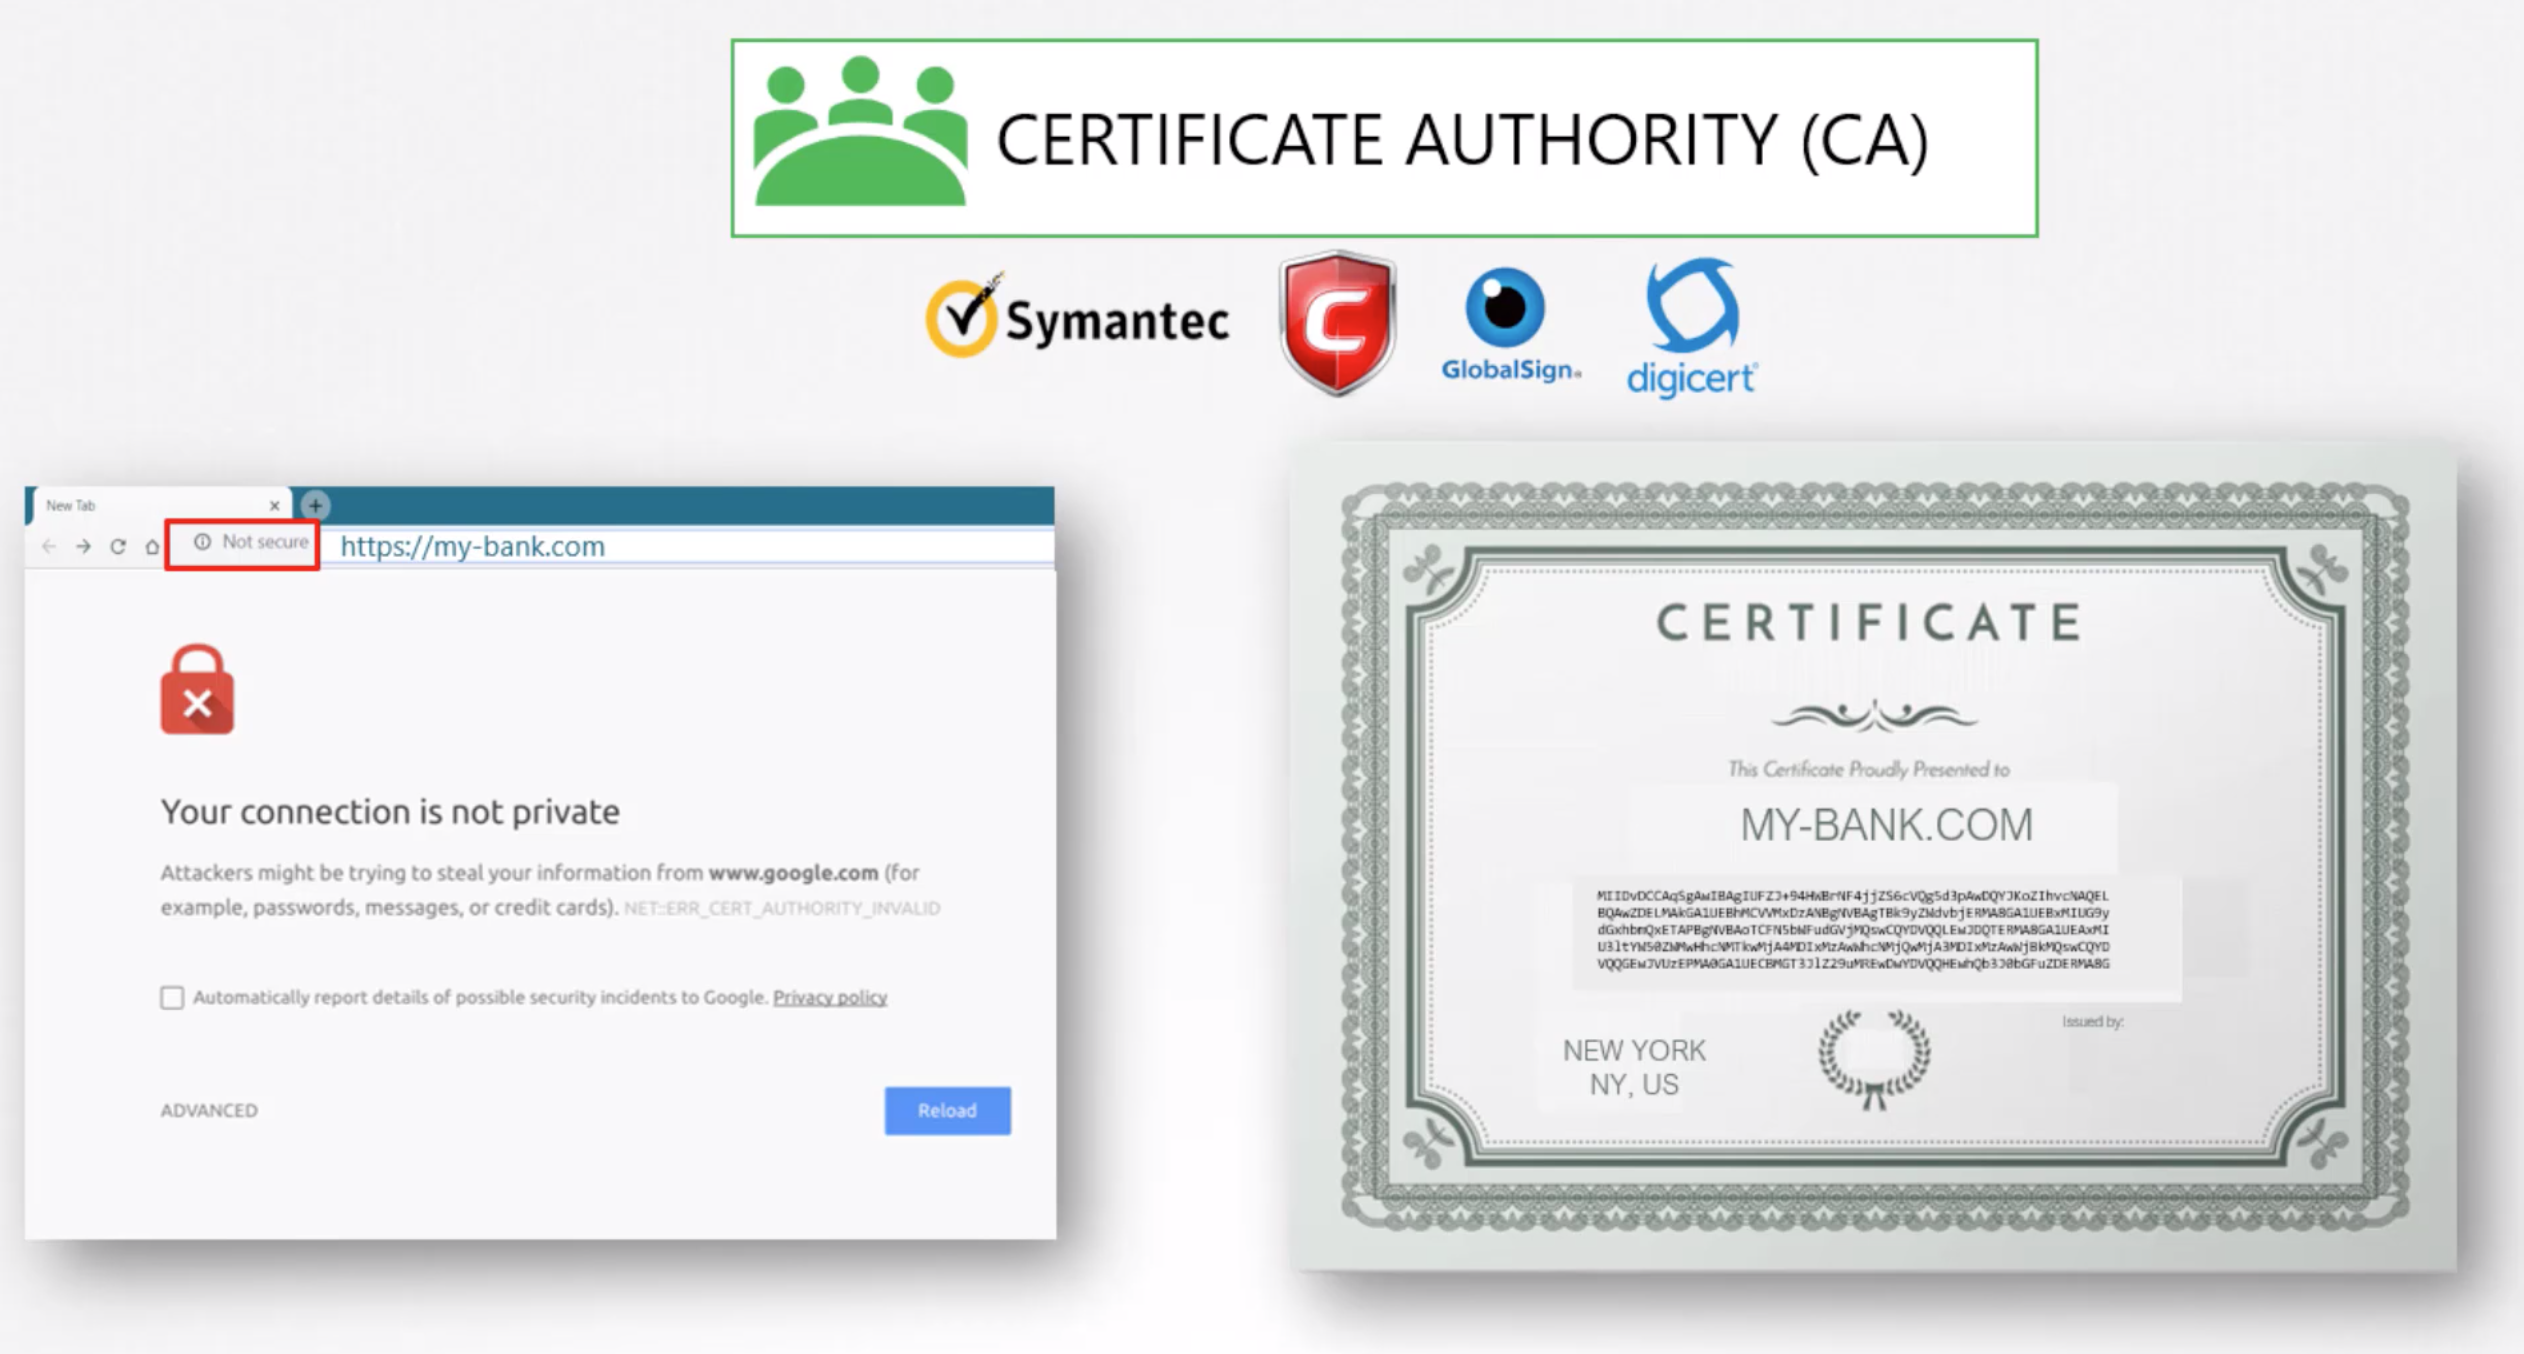 CERTIFICATE AUTHORITY (CA)
Symantec
C
GlobalSign
digicert
New Tab
Not secure
https://my-bank.com
Your connection is not private
Attackers might be trying to steal your information from www.google.com (for
example, passwords, messages, or credit cards). NET::ERR_CERT_AUTHORITY_INVALID
Automatically report details of possible security incidents to Google. Privacy policy
ADVANCED
Reload
CERTIFICATE
This Certificate Proudly Presented to
MY-BANK.COM
NEW YORK
NY, US
Issued by: